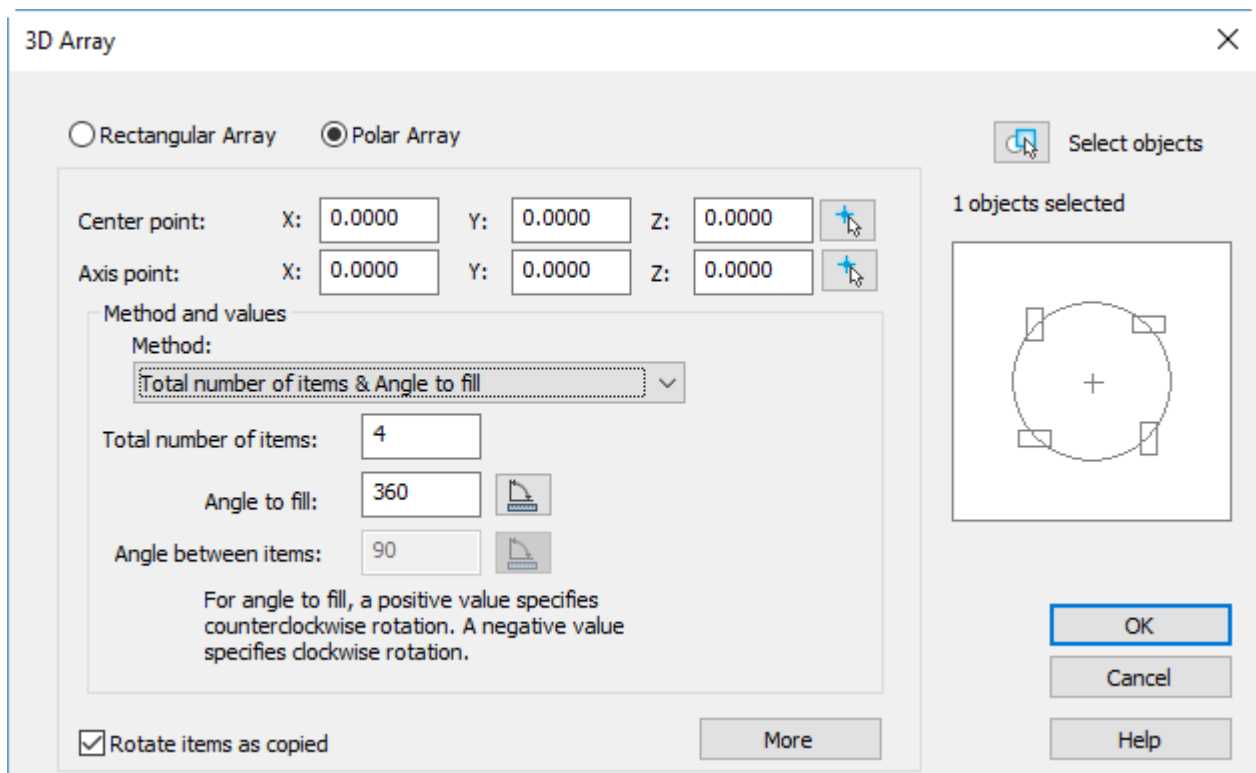 3D Array
Rectangular Array Polar Array Select objects
Center point: X: 0.0000 Y: 0.0000 Z: 0.0000 1 objects selected
Axis point: X: 0.0000 Y: 0.0000 Z: 0.0000
Method and values
Method:
Total number of items & Angle to fill
Total number of items: 4
Angle to fill: 360
Angle between items: 90
For angle to fill, a positive value specifies
counterclockwise rotation. A negative value
specifies clockwise rotation.
OK
Cancel
Rotate items as copied More Help